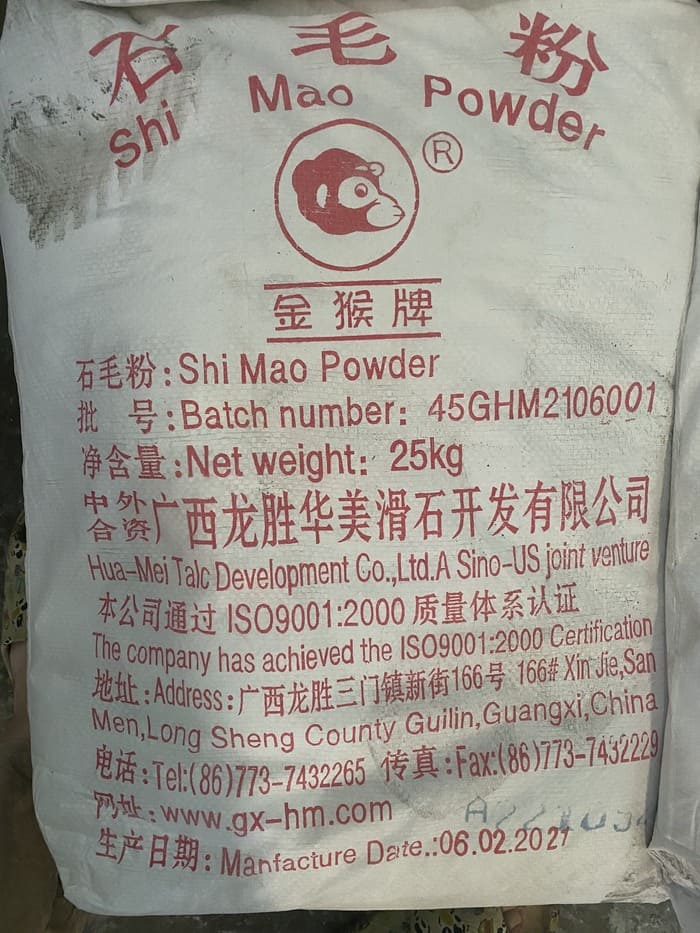 石毛粉
Shi Mao Powder
®
金猴牌
石毛粉:Shi Mao Powder
批 号:Batch number: 45GHM2106001
净含量:Net weight: 25kg
中外合资广西龙胜华美滑石开发有限公司
Hua-Mei Talc Development Co.,Ltd.A Sino-US joint venture
本公司通过 ISO9001:2000 质量体系认证
The company has achieved the ISO9001:2000 Certification
地址:Address:广西龙胜三门镇新街166号 166# Xin Jie,San
Men,Long Sheng County Guilin,Guangxi,China
电话:Tel:(86)773-7432265 传真:Fax:(86)773-7432229
网址:www.gx-hm.com
生产日期:Manfacture Date.:06.02.2021